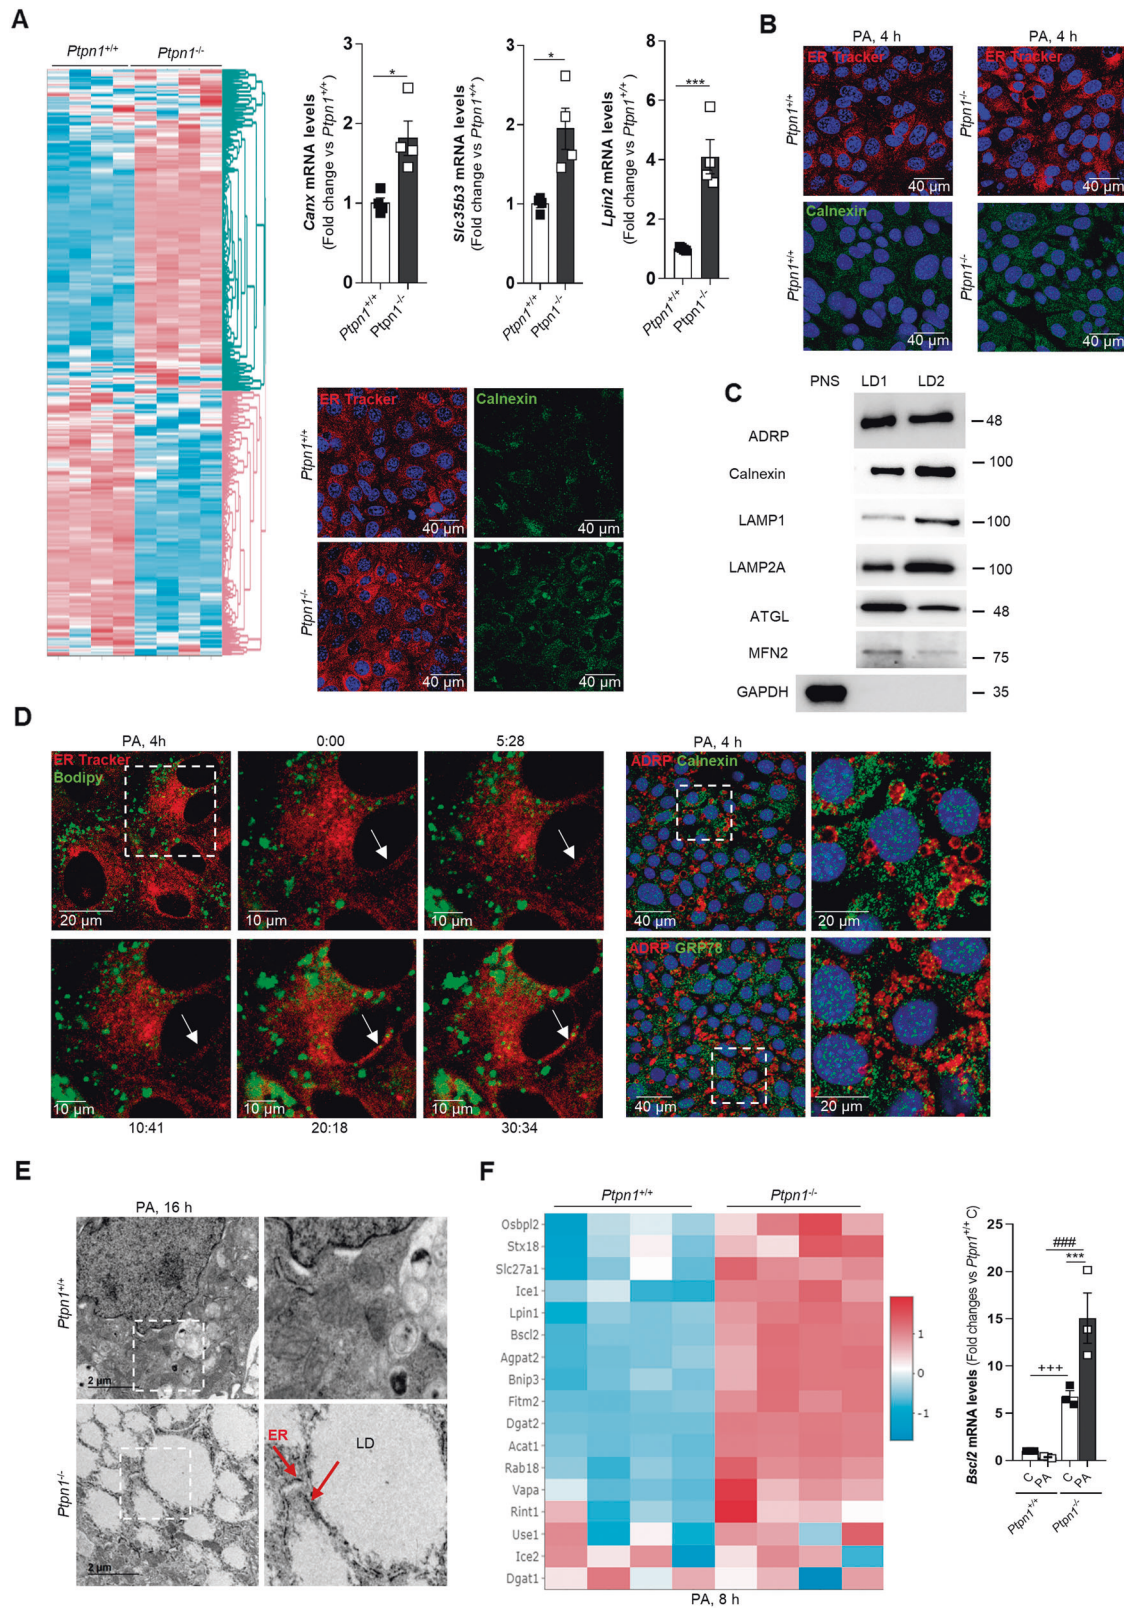 A
Ptpn1+/+ Ptpn1-/-
Canx mRNA levels
(Fold change vs Ptpn1+/+)
3
2
1
0
*
Ptpn1+/+
Ptpn1-/-
Slc35b3 mRNA levels
(Fold change vs Ptpn1+/+)
3
2
1
0
*
Ptpn1+/+
Ptpn1-/-
Lpin2 mRNA levels
(Fold change vs Ptpn1+/+)
8
6
4
2
0
***
Ptpn1+/+
Ptpn1-/-
ER Tracker
Calnexin
Ptpn1+/+
40 µm
40 µm
Ptpn1-/-
40 µm
40 µm
B
PA, 4 h
PA, 4 h
ER Tracker
ER Tracker
Ptpn1+/+
Ptpn1-/-
40 µm
40 µm
Calnexin
Ptpn1+/+
Ptpn1-/-
40 µm
40 µm
C
PNS LD1 LD2
ADRP
48
Calnexin
100
LAMP1
100
LAMP2A
100
ATGL
48
MFN2
75
GAPDH
35
D
PA, 4h
0:00
5:28
ER Tracker
Bodipy
20 µm
10 µm
10 µm
10 µm
10 µm
10 µm
10:41
20:18
30:34
PA, 4 h
ADRP Calnexin
40 µm
20 µm
ADRP GRP78
40 µm
20 µm
E
PA, 16 h
Ptpn1+/+
2 µm
Ptpn1-/-
2 µm
ER
LD
F
Ptpn1+/+
Ptpn1-/-
Osbpl2
Stx18
Slc27a1
Ice1
Lpin1
Bscl2
Agpat2
Bnip3
Fitm2
Dgat2
Acat1
Rab18
Vapa
Rint1
Use1
Ice2
Dgat1
PA, 8 h
1
0
-1
Bscl2 mRNA levels (Fold changes vs Ptpn1+/+ C)
25
20
15
10
5
0
###
***
+++
C
PA
C
PA
Ptpn1+/+
Ptpn1-/-